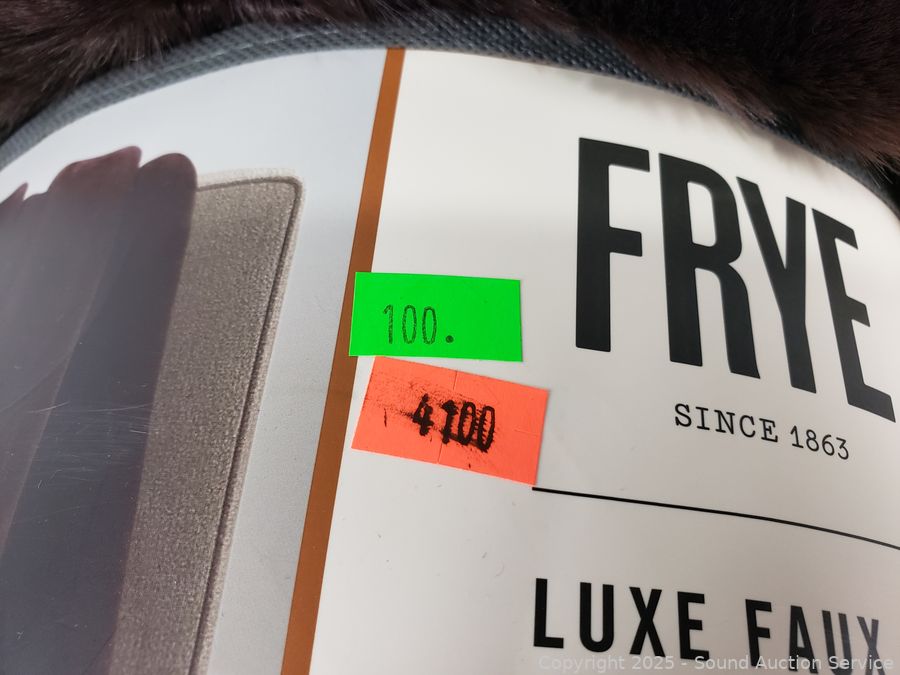 FRYE
100.
4100
SINCE 1863
LUXE FAUX
Copyright 2025 - Sound Auction Service